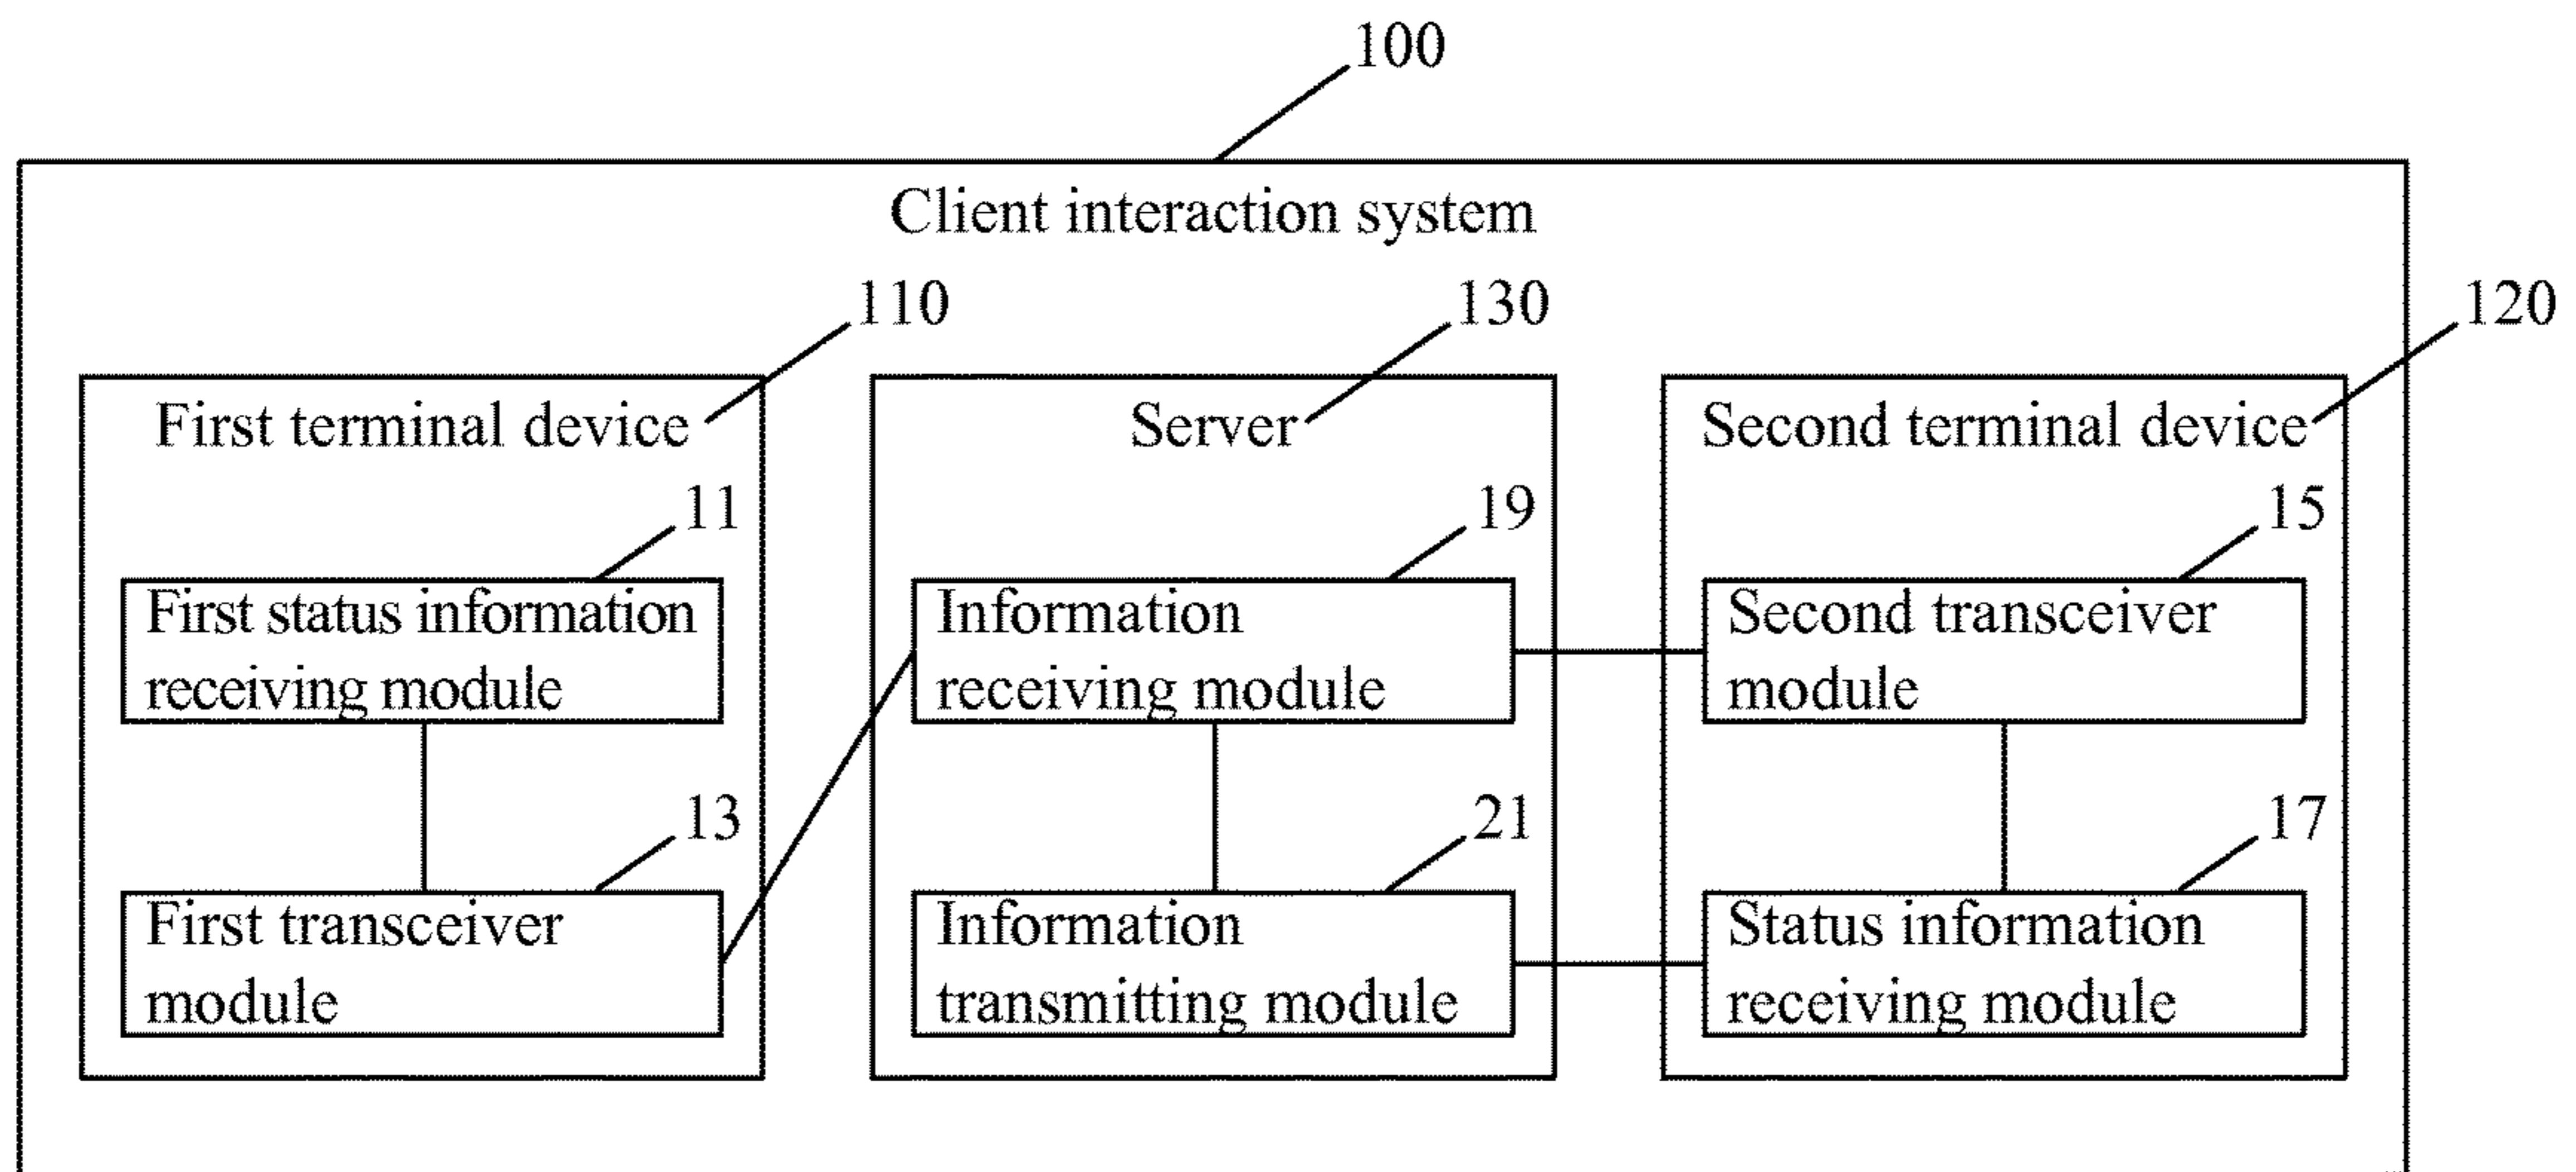 100
Client interaction system
110
130
120
First terminal device
Server
Second terminal device
11
19
15
First status information
receiving module
Information
receiving module
Second transceiver
module
13
21
17
First transceiver
module
Information
transmitting module
Status information
receiving module